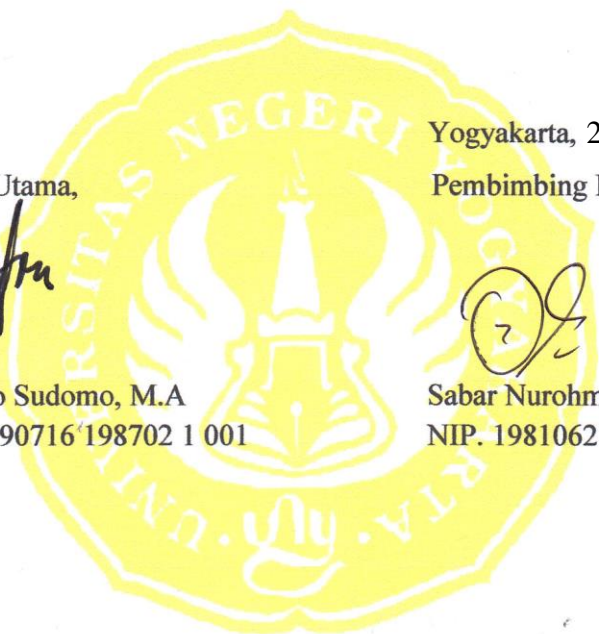 UNIVERSITAS NEGERI YOGYAKARTA
uny
Yogyakarta, 2
Utama,
Pembimbing
Sudomo, M.A
Sabar Nurohm
90716 198702 1 001
NIP. 1981062